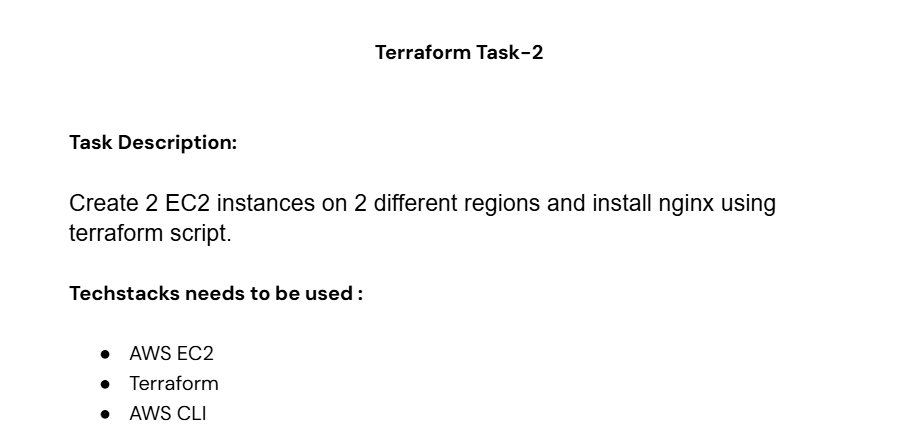 Terraform Task-2
Task Description:
Create 2 EC2 instances on 2 different regions and install nginx using
terraform script.
Techstacks needs to be used :
● AWS EC2
● Terraform
● AWS CLI